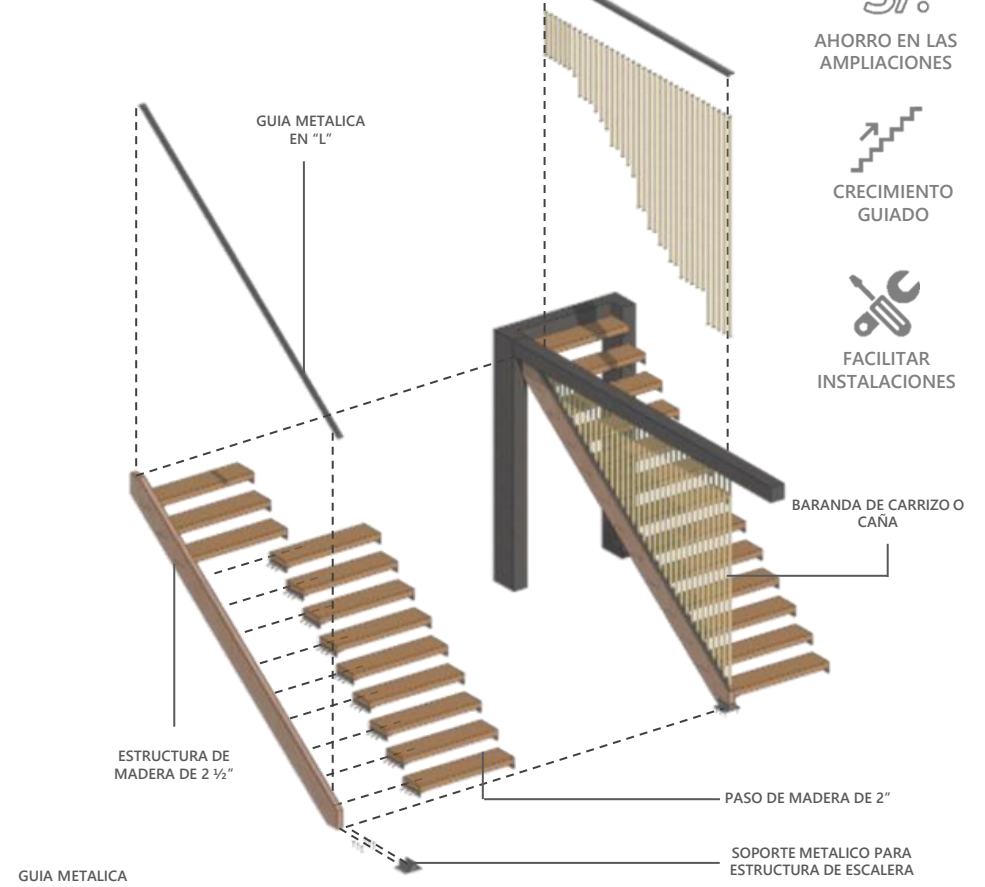 S/.
AHORRO EN LAS
AMPLIACIONES
GUIA METALICA
EN “L”
CRECIMIENTO
GUIADO
FACILITAR
INSTALACIONES
BARANDA DE CARRIZO O
CAÑA
ESTRUCTURA DE
MADERA DE 2 ½”
PASO DE MADERA DE 2”
SOPORTE METALICO PARA
ESTRUCTURA DE ESCALERA
GUIA METALICA